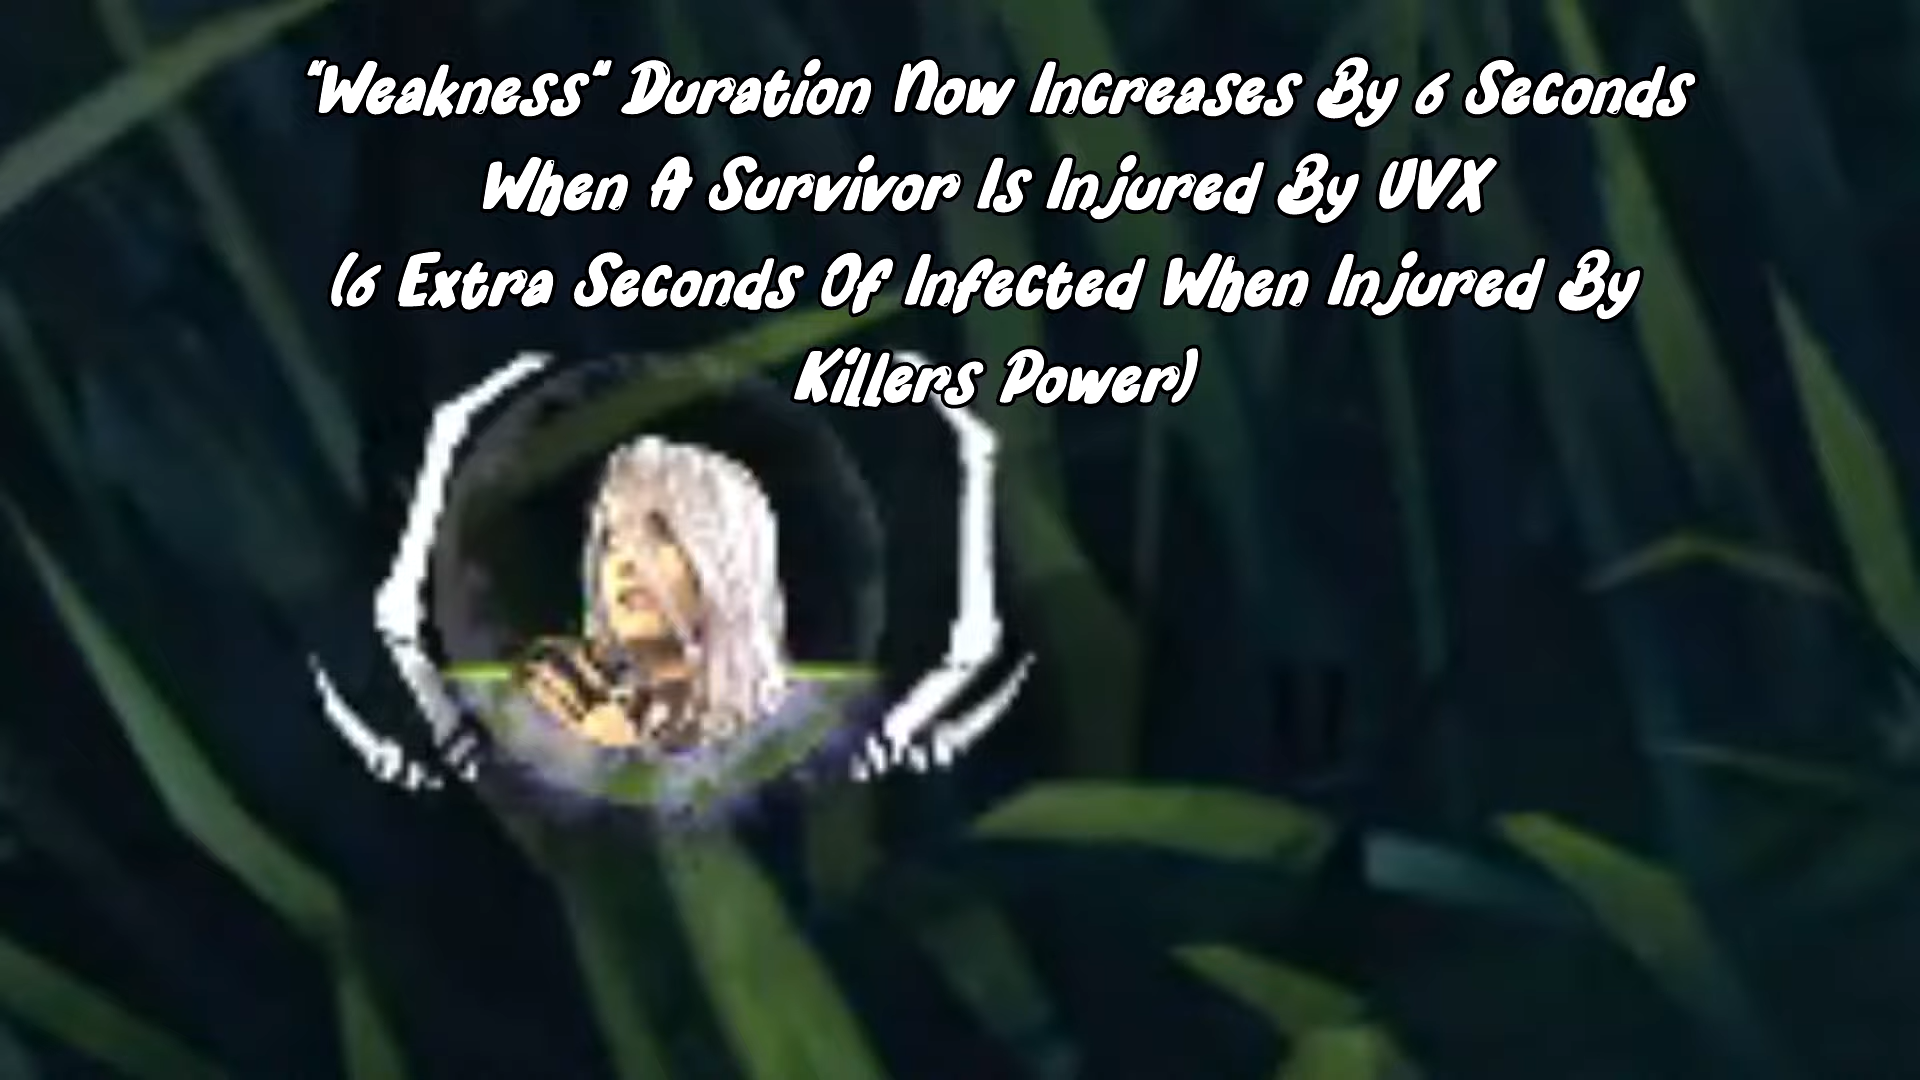 "Weakness" Duration Now Increases By 6 Seconds
When A Survivor Is Injured By UVX
(6 Extra Seconds Of Infected When Injured By
Killers Power)